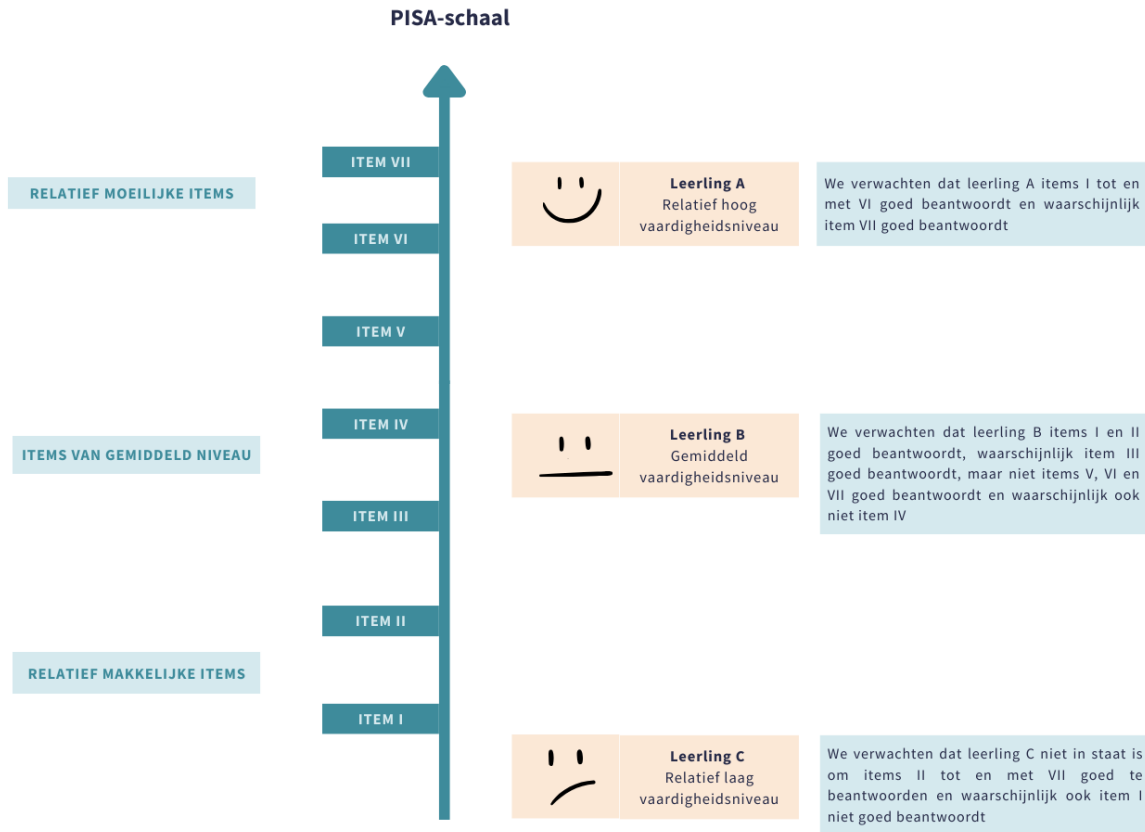 PISA-schaal
ITEM VII
RELATIEF MOEILIJKE ITEMS
ITEM VI
Leerling A
Relatief hoog
vaardigheidsniveau
We verwachten dat leerling A items I tot en
met VI goed beantwoordt en waarschijnlijk
item VII goed beantwoordt
ITEM V
ITEM IV
ITEMS VAN GEMIDDELD NIVEAU
ITEM III
Leerling B
Gemiddeld
vaardigheidsniveau
We verwachten dat leerling B items I en II
goed beantwoordt, waarschijnlijk item III
goed beantwoordt, maar niet items V, VI en
VII goed beantwoordt en waarschijnlijk ook
niet item IV
ITEM II
RELATIEF MAKKELIJKE ITEMS
ITEM I
Leerling C
Relatief laag
vaardigheidsniveau
We verwachten dat leerling C niet in staat is
om items II tot en met VII goed te
beantwoorden en waarschijnlijk ook item I
niet goed beantwoordt